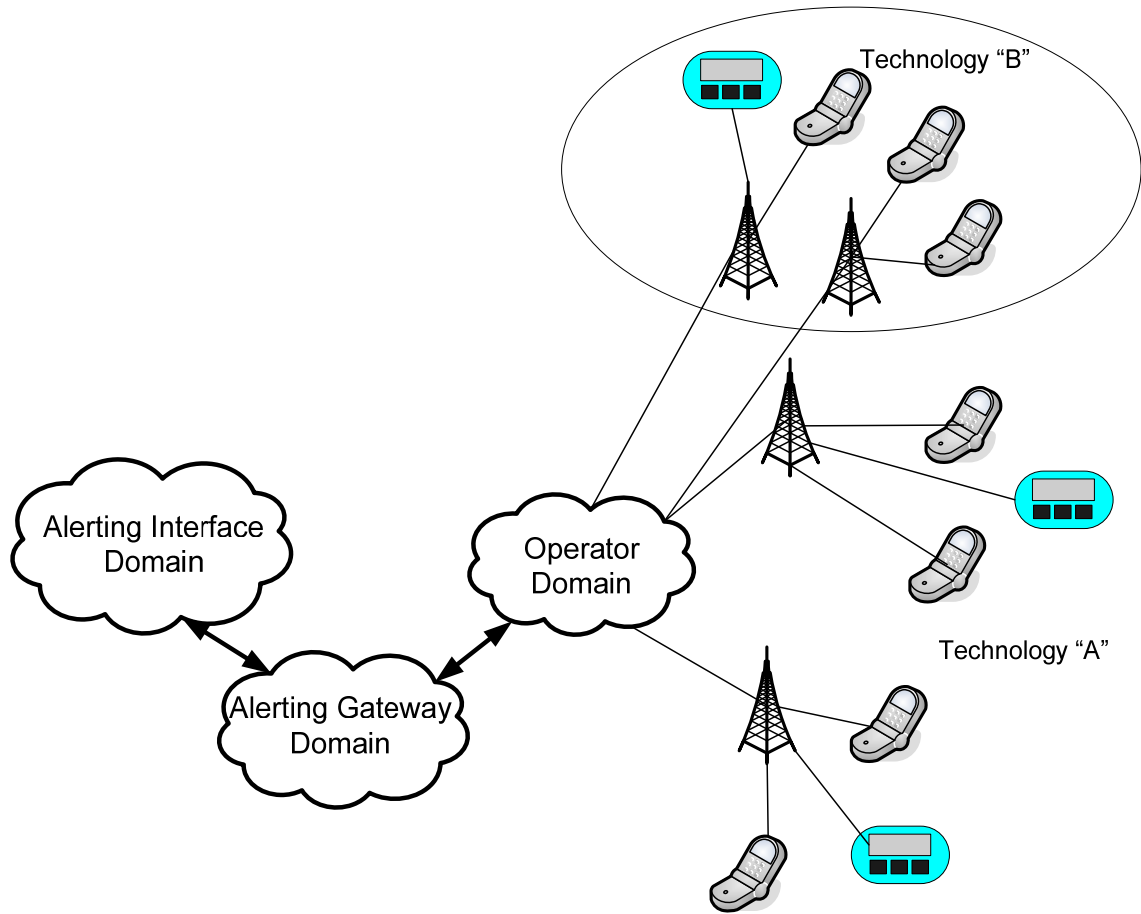 Technology “B”
Alerting Interface
Domain
Operator
Domain
Technology “A”
Alerting Gateway
Domain